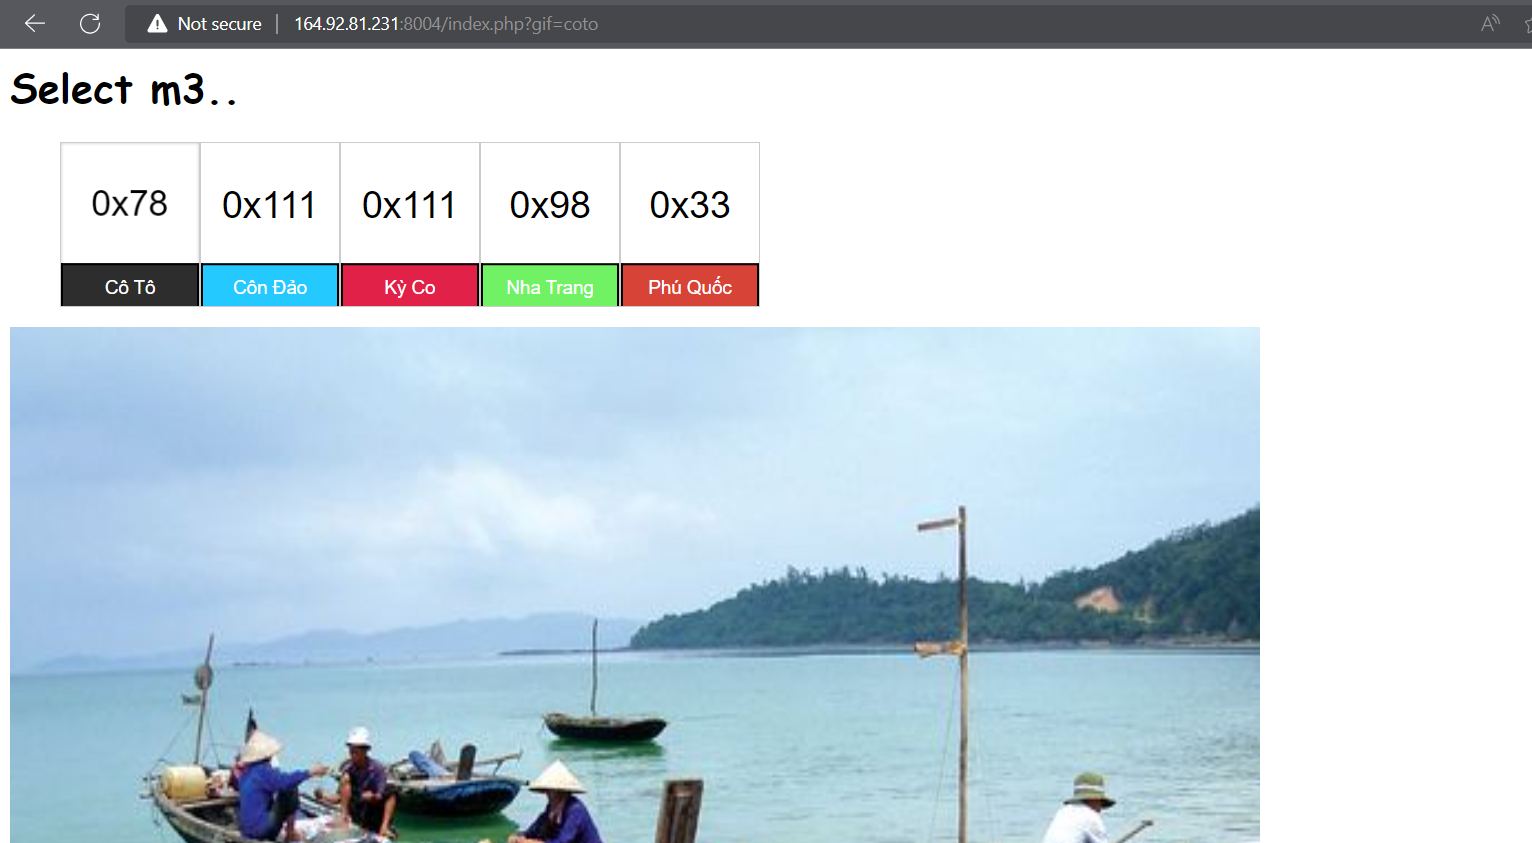 Not secure | 164.92.81.231:8004/index.php?gif=coto
Select m3..
0x78 0x111 0x111 0x98 0x33
Cô Tô Côn Đảo Kỳ Co Nha Trang Phú Quốc